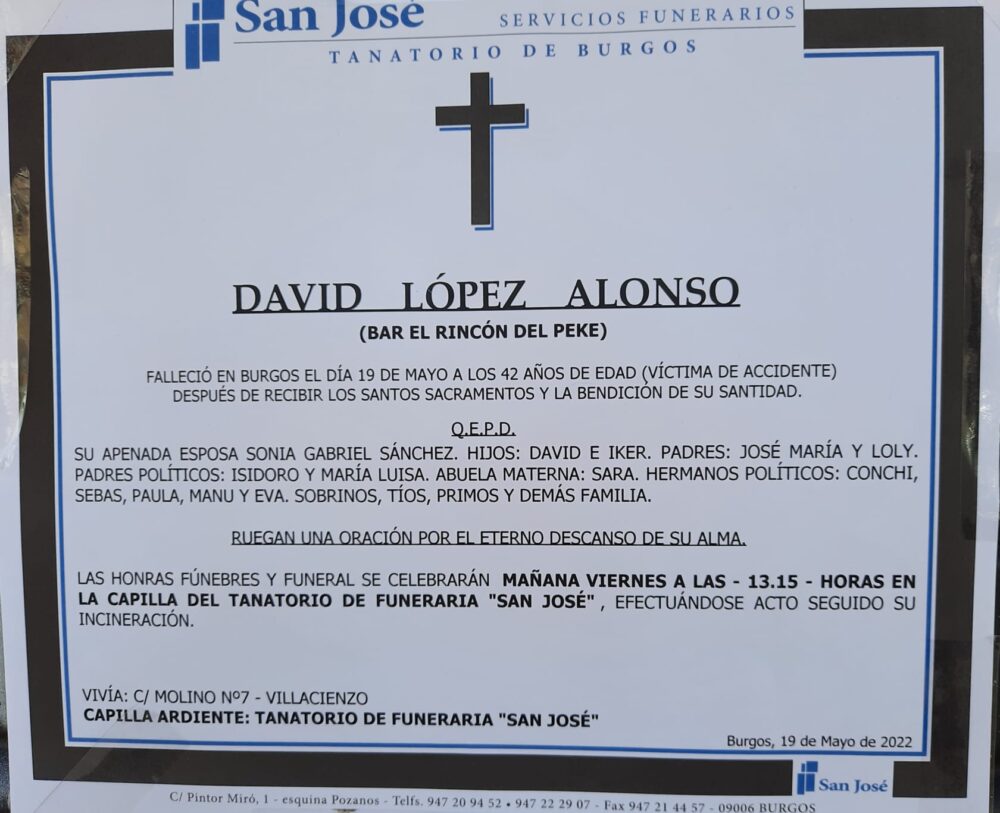 San José
SERVICIOS FUNERARIOS
TANATORIO DE BURGOS
DAVID LÓPEZ ALONSO
(BAR EL RINCÓN DEL PEKE)
FALLECIÓ EN BURGOS EL DÍA 19 DE MAYO A LOS 42 AÑOS DE EDAD (VÍCTIMA DE ACCIDENTE)
DESPUÉS DE RECIBIR LOS SANTOS SACRAMENTOS Y LA BENDICIÓN DE SU SANTIDAD.
Q.E.P.D.
SU APENADA ESPOSA SONIA GABRIEL SÁNCHEZ. HIJOS: DAVID E IKER. PADRES: JOSÉ MARÍA Y LOLY.
PADRES POLÍTICOS: ISIDORO Y MARÍA LUISA. ABUELA MATERNA: SARA. HERMANOS POLÍTICOS: CONCHI,
SEBAS, PAULA, MANU Y EVA. SOBRINOS, TÍOS, PRIMOS Y DEMÁS FAMILIA.
RUEGAN UNA ORACIÓN POR EL ETERNO DESCANSO DE SU ALMA.
LAS HONRAS FÚNEBRES Y FUNERAL SE CELEBRARÁN MAÑANA VIERNES A LAS - 13.15 - HORAS EN
LA CAPILLA DEL TANATORIO DE FUNERARIA "SAN JOSÉ" , EFECTUÁNDOSE ACTO SEGUIDO SU
INCINERACIÓN.
VIVÍA: C/ MOLINO Nº7 - VILLACIENZO
CAPILLA ARDIENTE: TANATORIO DE FUNERARIA "SAN JOSÉ"
Burgos, 19 de Mayo de 2022
San José
C/ Pintor Miró, 1 - esquina Pozanos - Telfs. 947 20 94 52 • 947 22 29 07 - Fax 947 21 44 57 - 09006 BURGOS